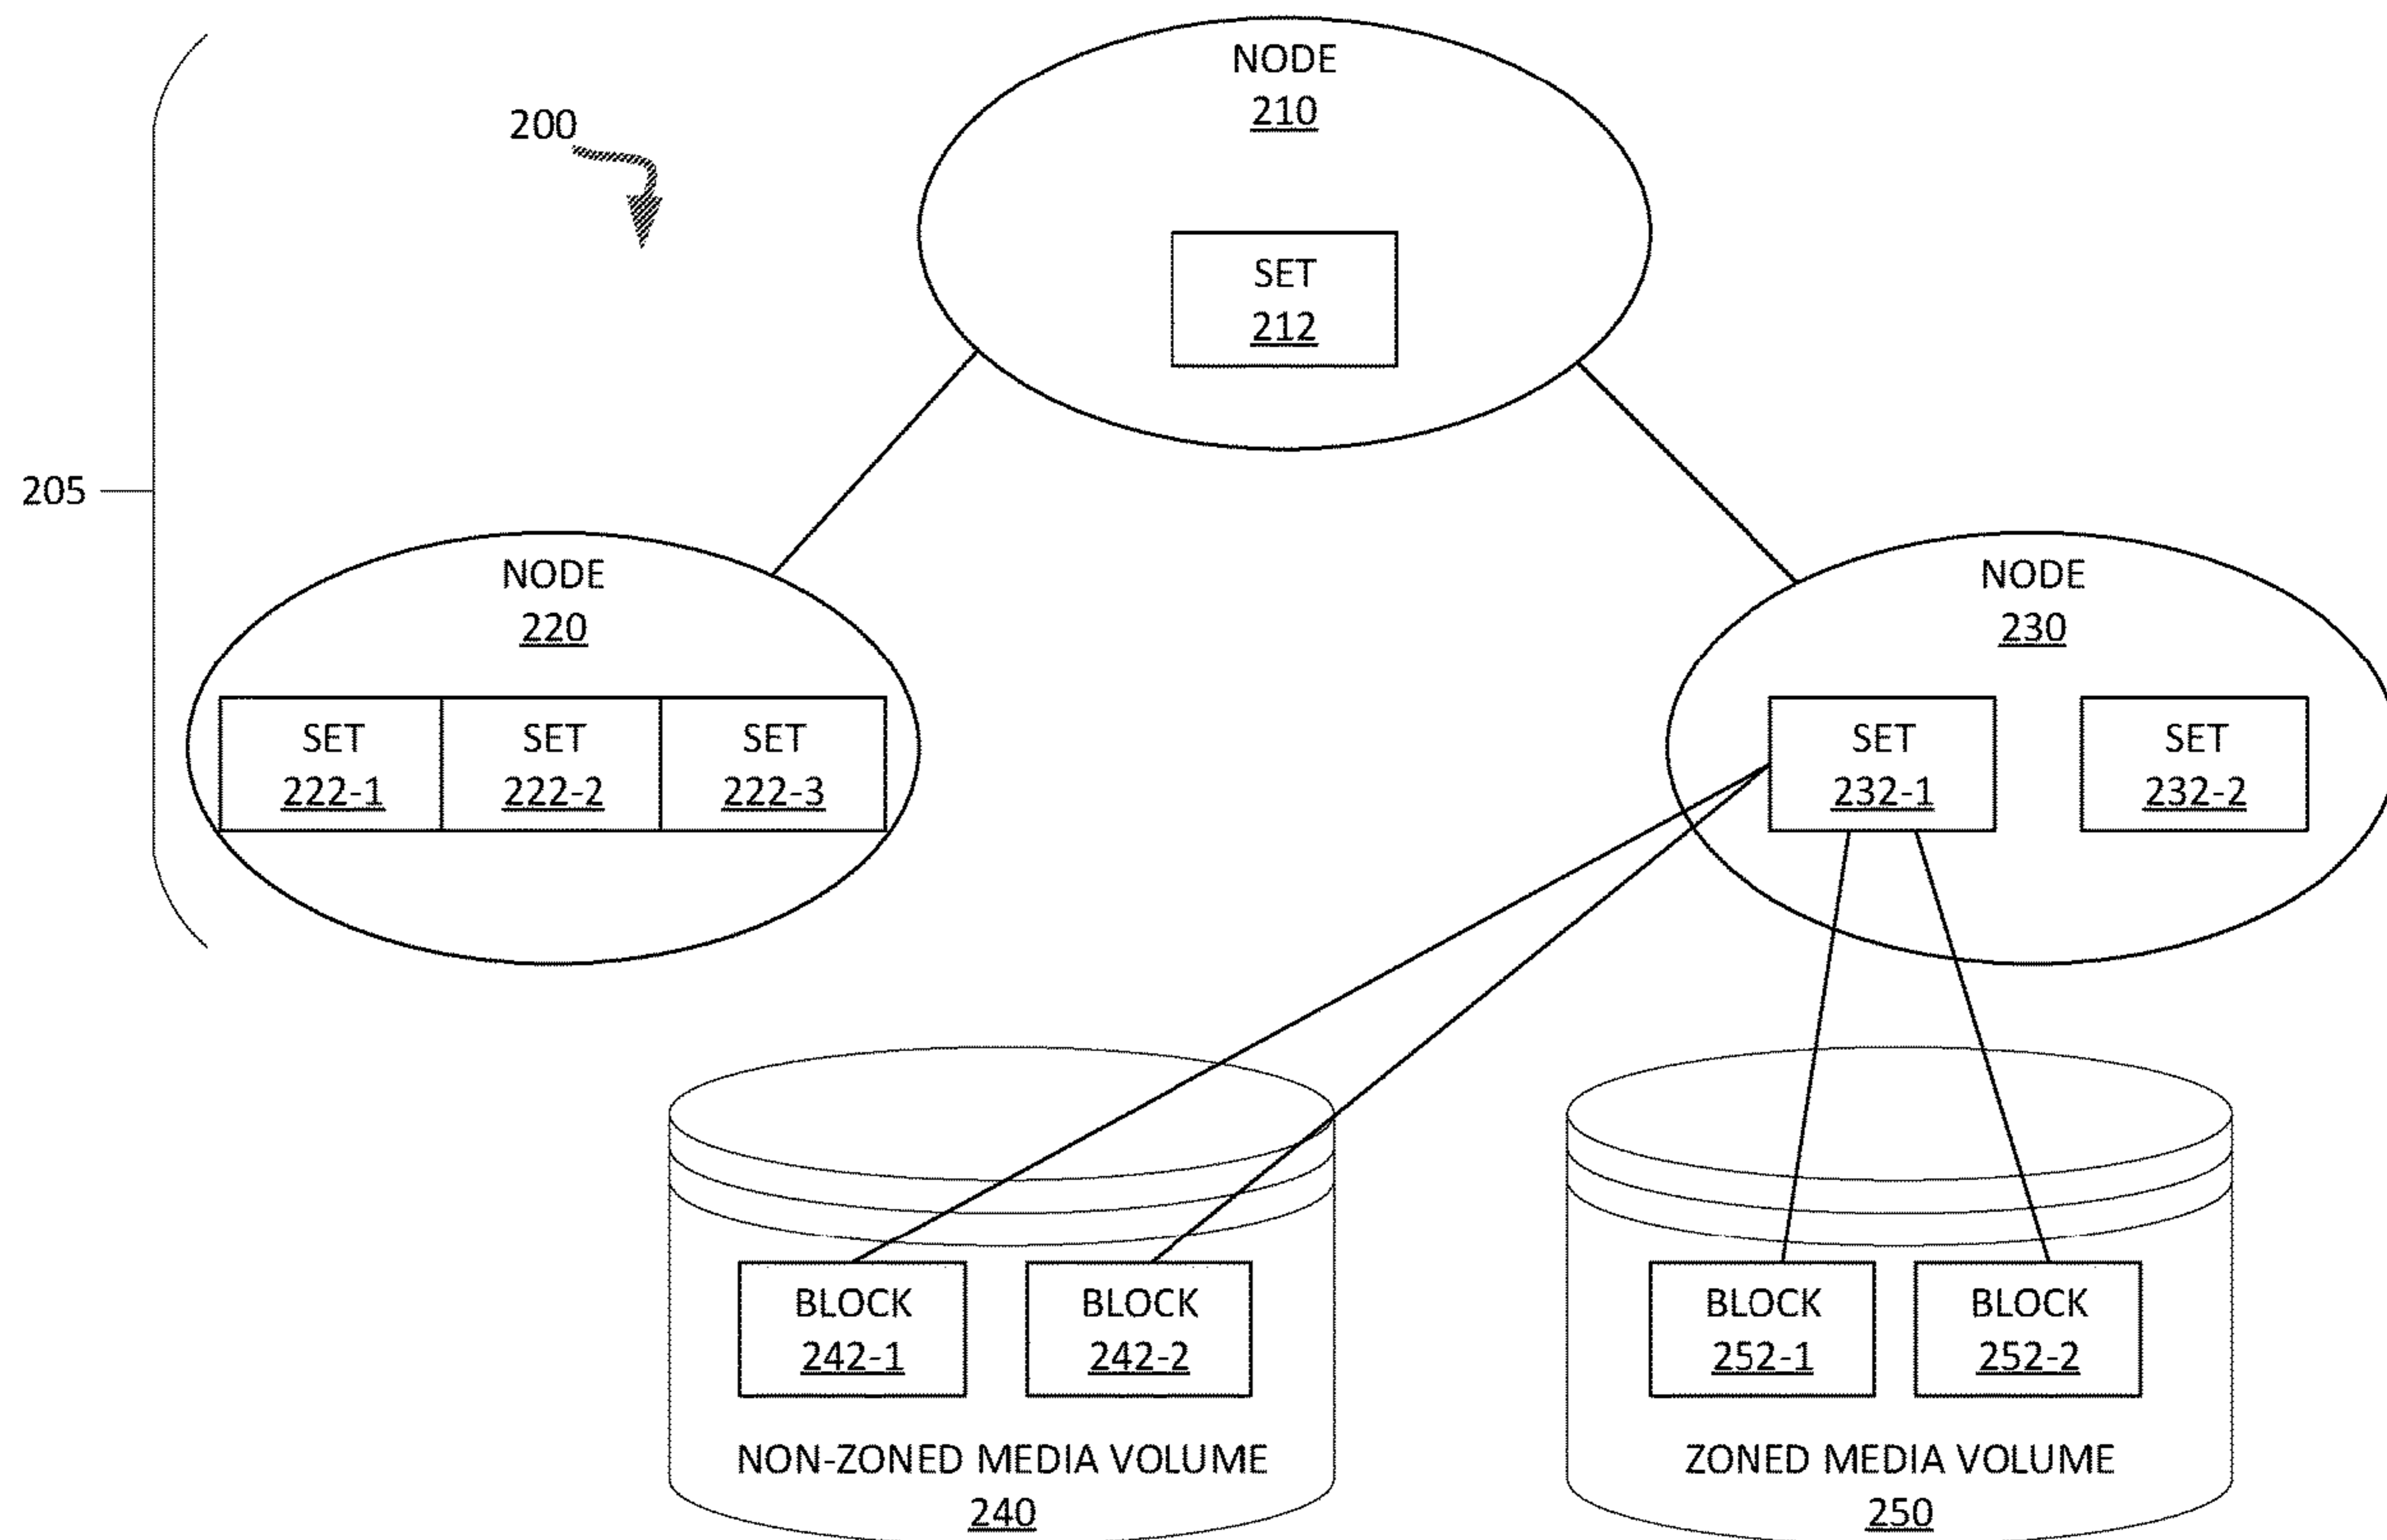 NODE
210
200
SET
212
205
NODE
220
NODE
230
SET
222-1
SET
222-2
SET
222-3
SET
232-1
SET
232-2
BLOCK
242-1
BLOCK
242-2
BLOCK
252-1
BLOCK
252-2
NON-ZONED MEDIA VOLUME
240
ZONED MEDIA VOLUME
250